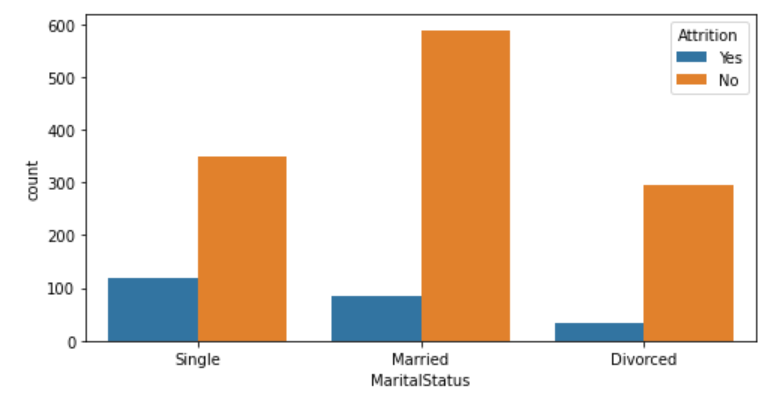 Attrition
Yes
No
600
500
400
300
200
100
0
count
Single Married Divorced
MaritalStatus